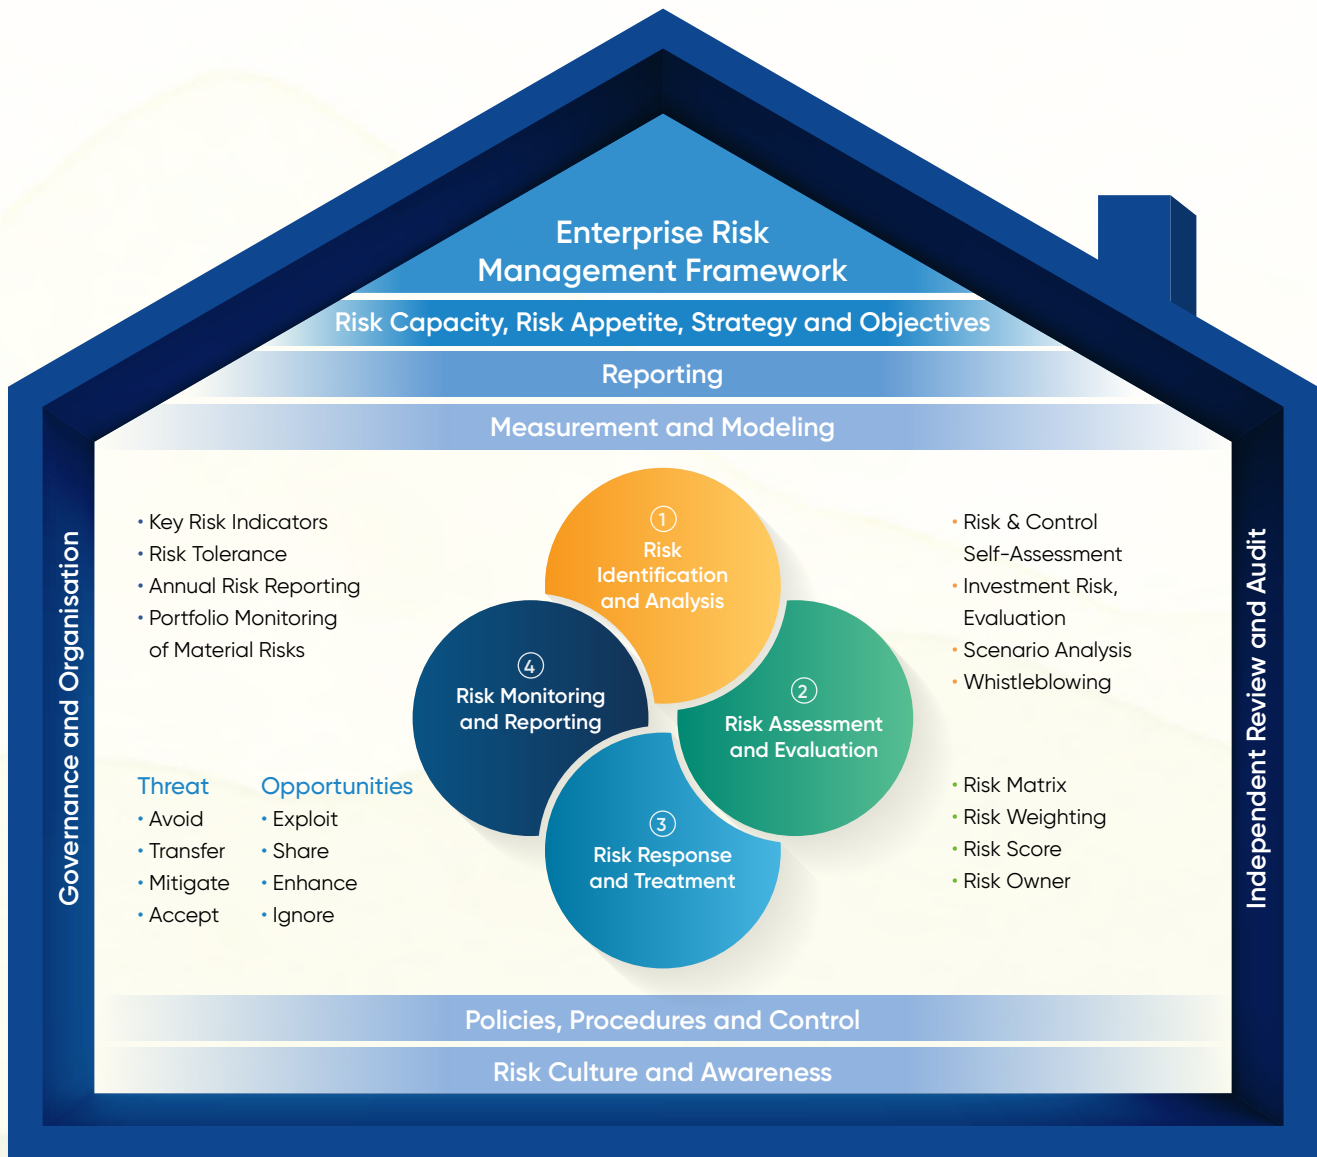 Enterprise Risk
Management Framework
Risk Capacity, Risk Appetite, Strategy and Objectives
Reporting
Measurement and Modeling
Governance and Organisation
• Key Risk Indicators
• Risk Tolerance
• Annual Risk Reporting
• Portfolio Monitoring
of Material Risks
1
Risk
Identification
and Analysis
• Risk & Control
Self-Assessment
• Investment Risk,
Evaluation
• Scenario Analysis
• Whistleblowing
4
Risk Monitoring
and Reporting
2
Risk Assessment
and Evaluation
Threat
• Avoid
• Transfer
• Mitigate
• Accept
Opportunities
• Exploit
• Share
• Enhance
• Ignore
3
Risk Response
and Treatment
• Risk Matrix
• Risk Weighting
• Risk Score
• Risk Owner
Independent Review and Audit
Policies, Procedures and Control
Risk Culture and Awareness